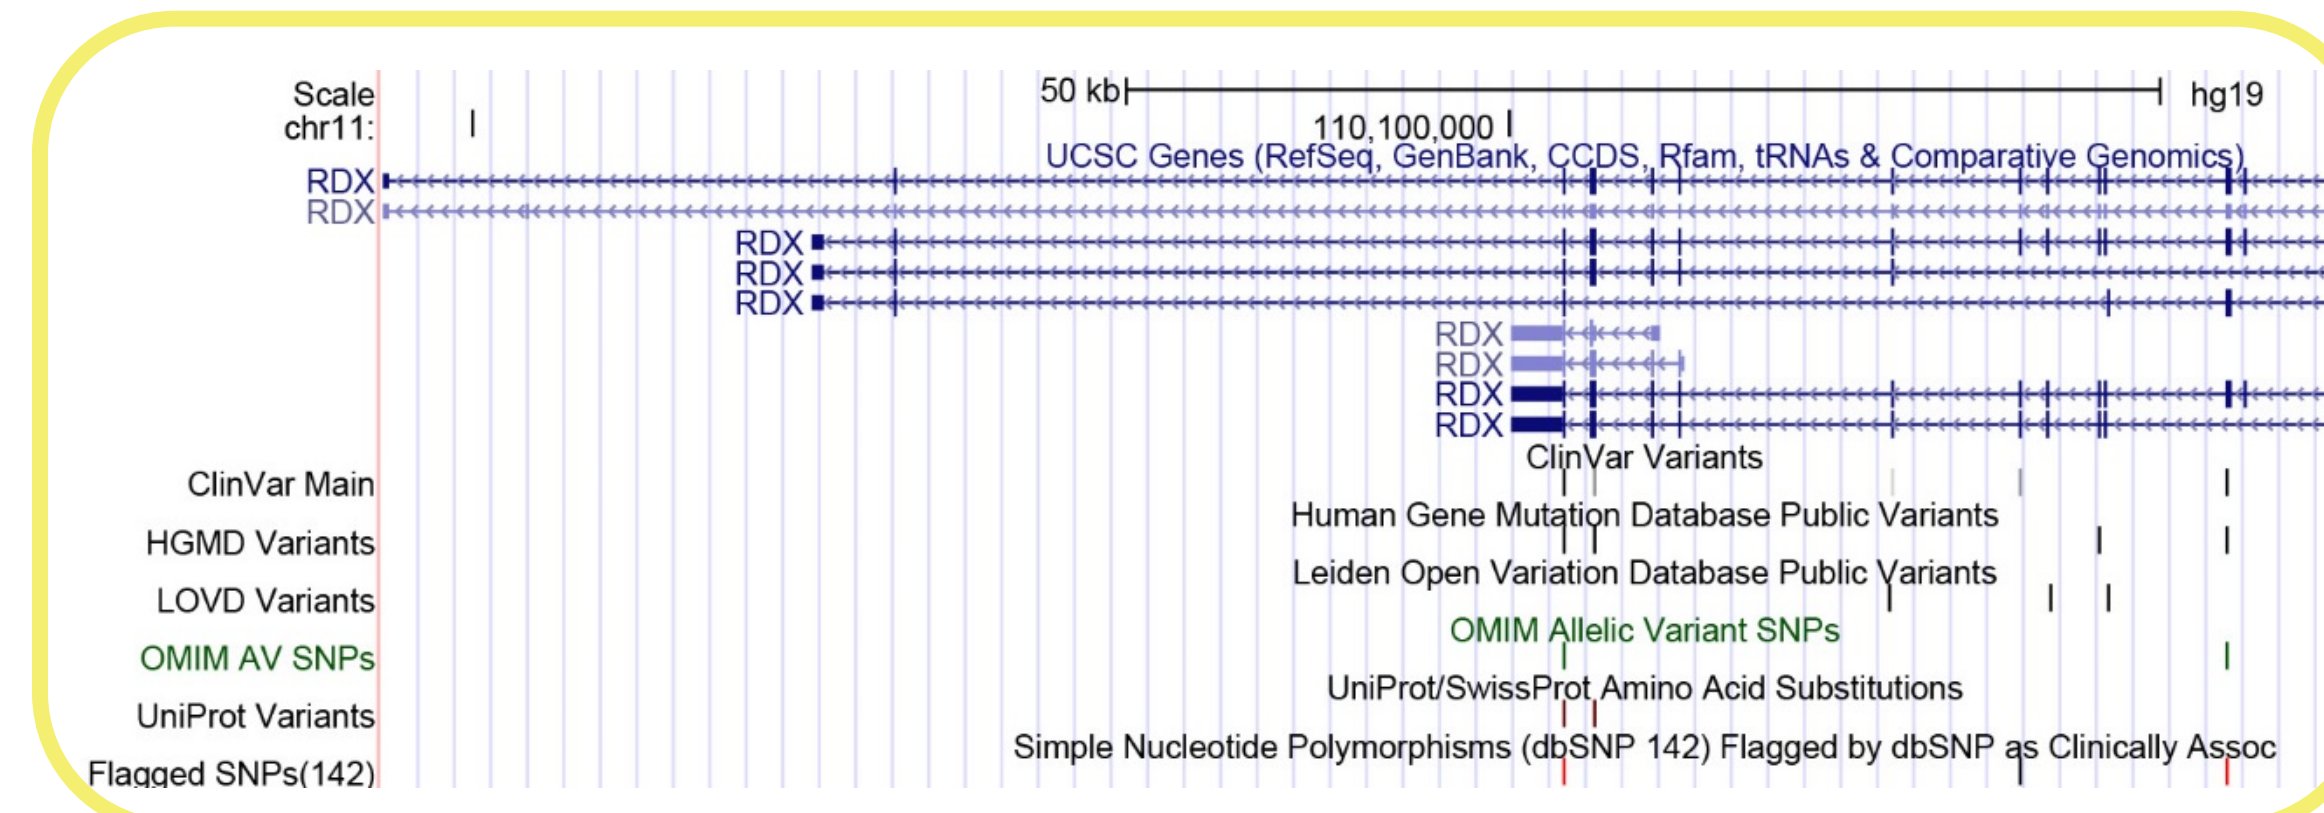 Scale 50 kb hg19
chr11: 110,100,000
UCSC Genes (RefSeq, GenBank, CCDS, Rfam, tRNAs & Comparative Genomics)
RDX
RDX
RDX
RDX
RDX
RDX
RDX
RDX
RDX
ClinVar Variants
ClinVar Main
Human Gene Mutation Database Public Variants
HGMD Variants
Leiden Open Variation Database Public Variants
LOVD Variants
OMIM Allelic Variant SNPs
OMIM AV SNPs
UniProt/SwissProt Amino Acid Substitutions
UniProt Variants
Simple Nucleotide Polymorphisms (dbSNP 142) Flagged by dbSNP as Clinically Assoc
Flagged SNPs(142)